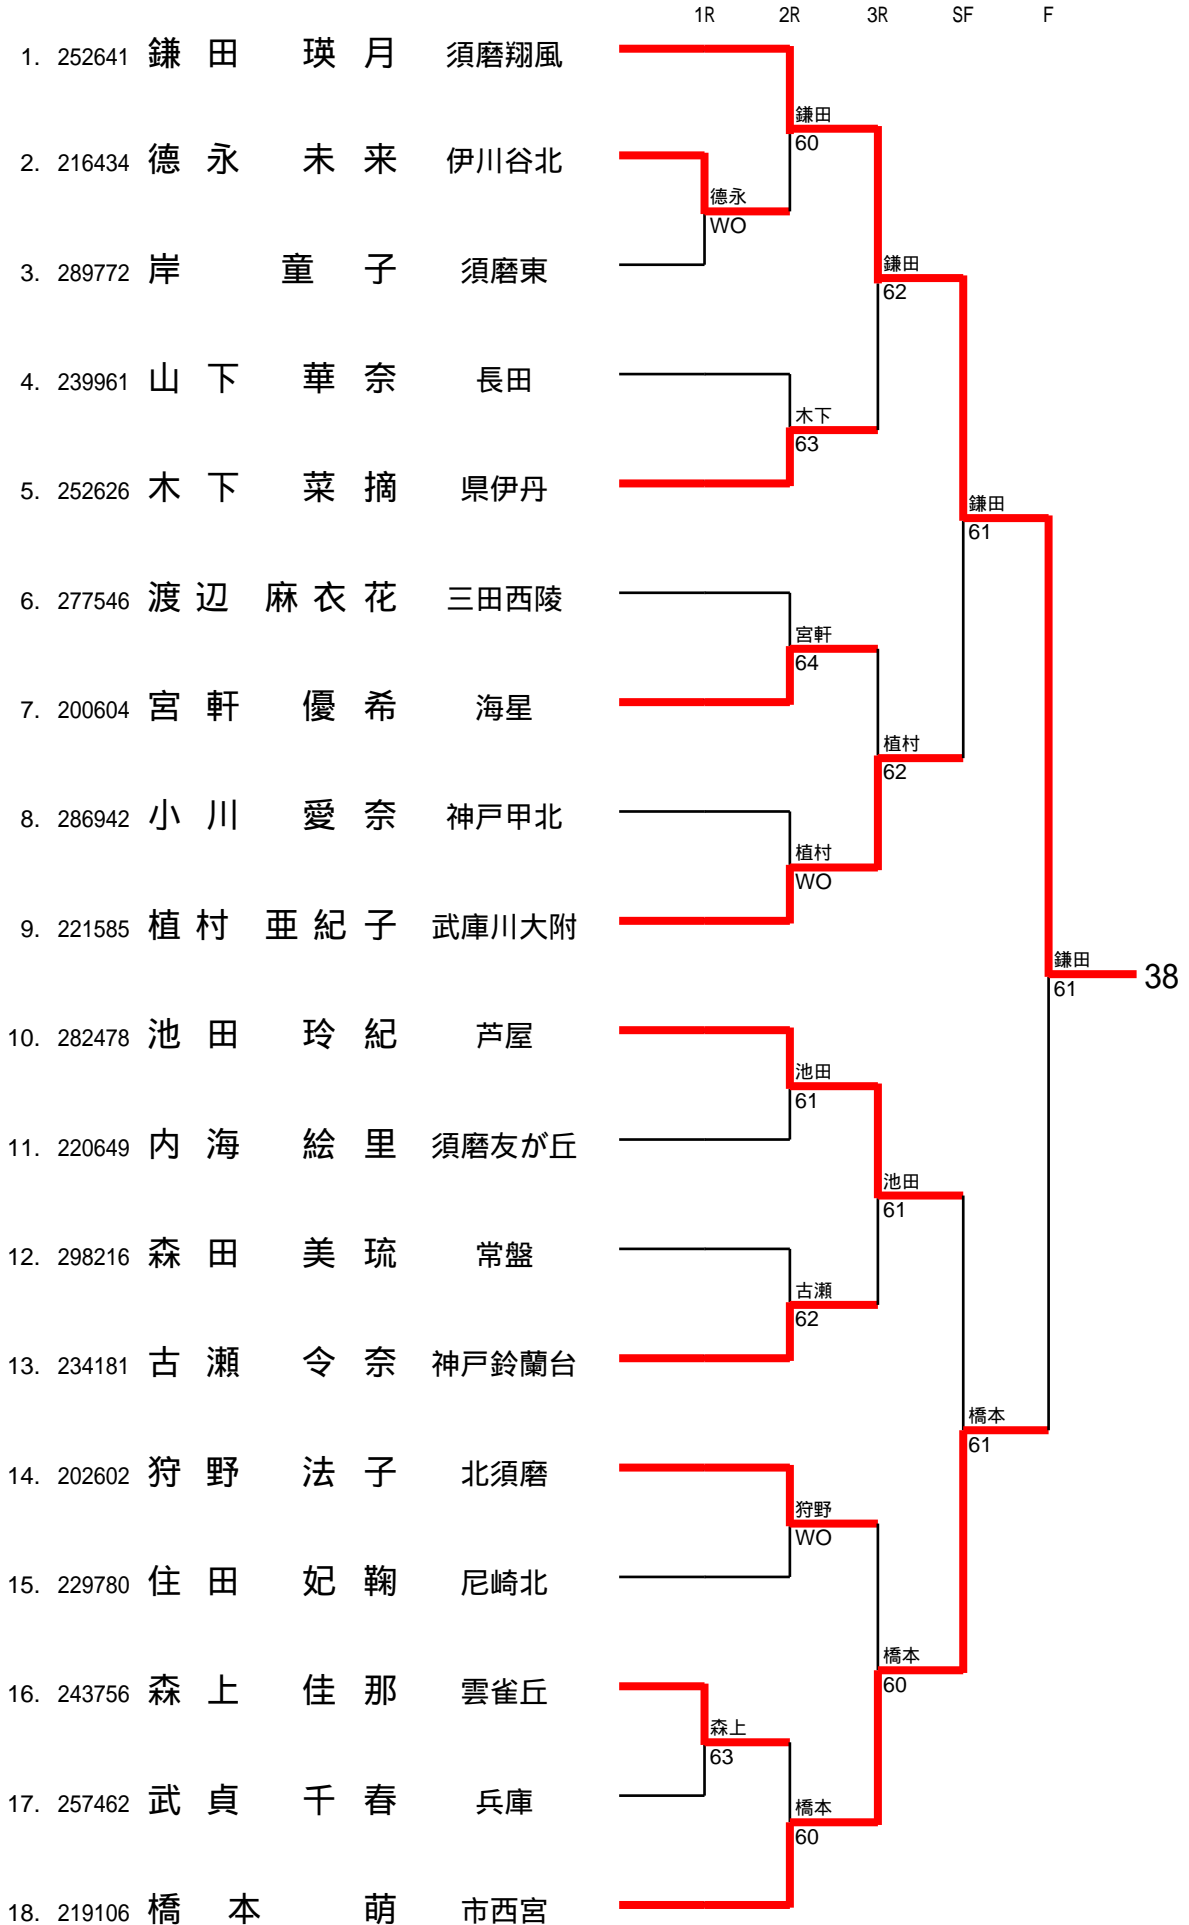 1R 2R 3R SF F
1. 252641 鎌田 瑛月 須磨翔風
鎌田
60
2. 216434 德永 未来 伊川谷北
德永
WO
3. 289772 岸 童子 須磨東
鎌田
62
4. 239961 山下 華奈 長田
木下
63
5. 252626 木下 菜摘 県伊丹
鎌田
61
6. 277546 渡辺 麻衣花 三田西陵
宮軒
64
7. 200604 宮軒 優希 海星
植村
62
8. 286942 小川 愛奈 神戸甲北
植村
WO
9. 221585 植村 亜紀子 武庫川大附
鎌田
61
38
10. 282478 池田 玲紀 芦屋
池田
61
11. 220649 内海 絵里 須磨友が丘
池田
61
12. 298216 森田 美琉 常盤
古瀬
62
13. 234181 古瀬 令奈 神戸鈴蘭台
橋本
61
14. 202602 狩野 法子 北須磨
狩野
WO
15. 229780 住田 妃鞠 尼崎北
橋本
60
16. 243756 森上 佳那 雲雀丘
森上
63
17. 257462 武貞 千春 兵庫
橋本
60
18. 219106 橋本 萌 市西宮